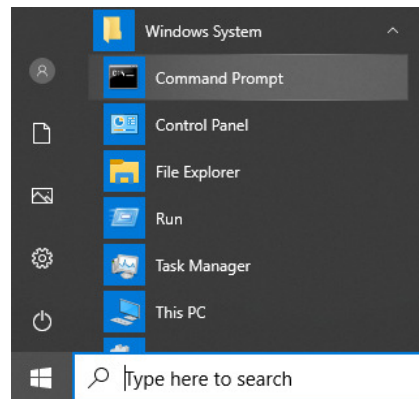 Windows System
Command Prompt
Control Panel
File Explorer
Run
Task Manager
This PC
Type here to search